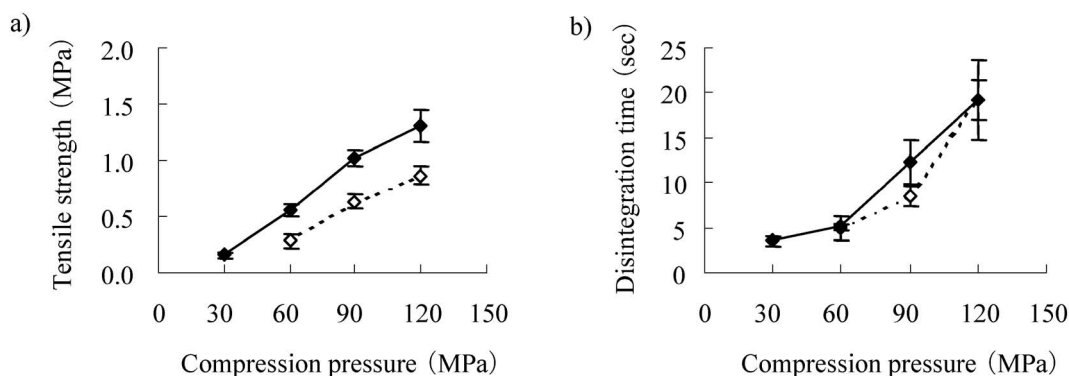 a)
Tensile strength (MPa)
2.0
1.5
1.0
0.5
0.0
0 30 60 90 120 150
Compression pressure (MPa)
b)
Disintegration time (sec)
25
20
15
10
5
0
0 30 60 90 120 150
Compression pressure (MPa)